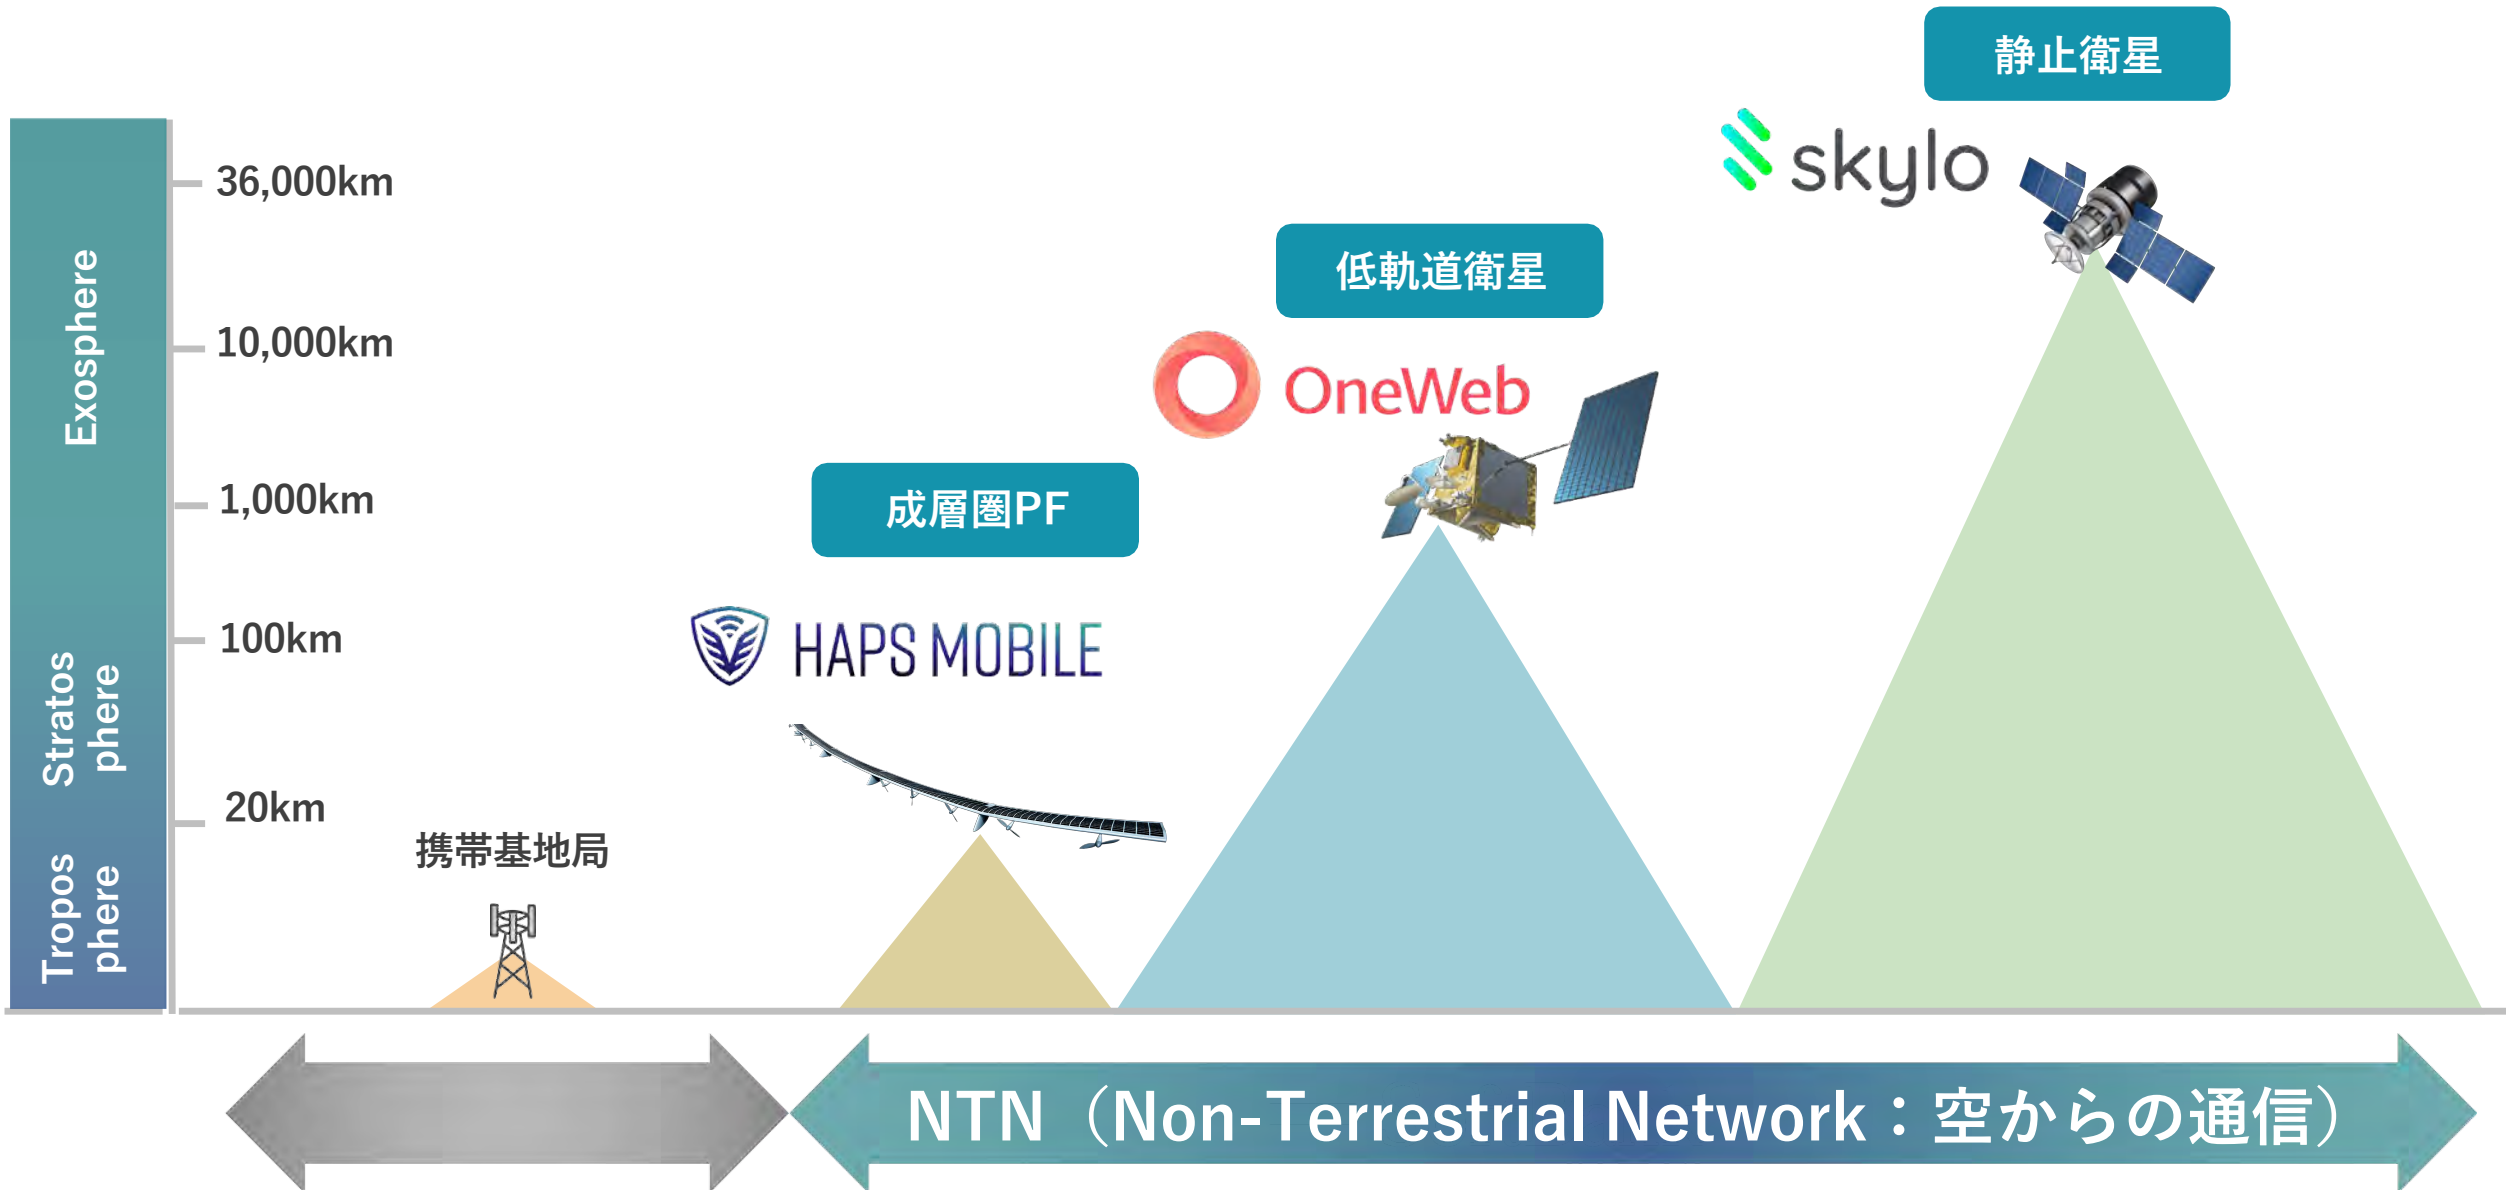 静止衛星
skylo
36,000km
低軌道衛星
Exosphere
10,000km
OneWeb
成層圏PF
1,000km
HAPS MOBILE
100km
Stratos
phere
20km
携帯基地局
Tropos
phere
NTN（Non-Terrestrial Network：空からの通信）